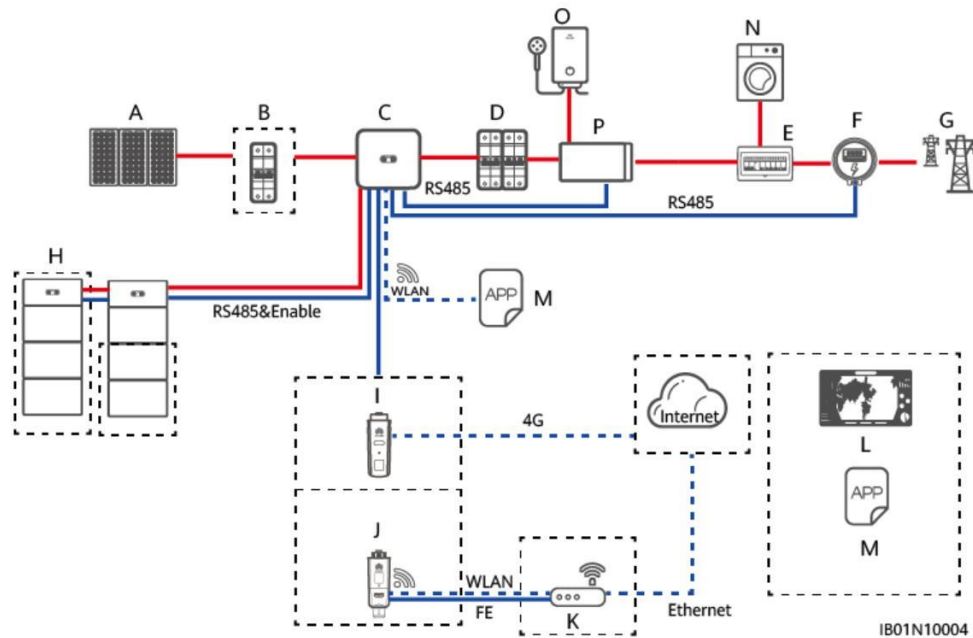 O
N
A
B
C
D
P
E
F
G
RS485
RS485
H
WLAN
APP
M
RS485&Enable
I
4G
Internet
L
APP
M
J
WLAN
FE
K
Ethernet
IB01N10004